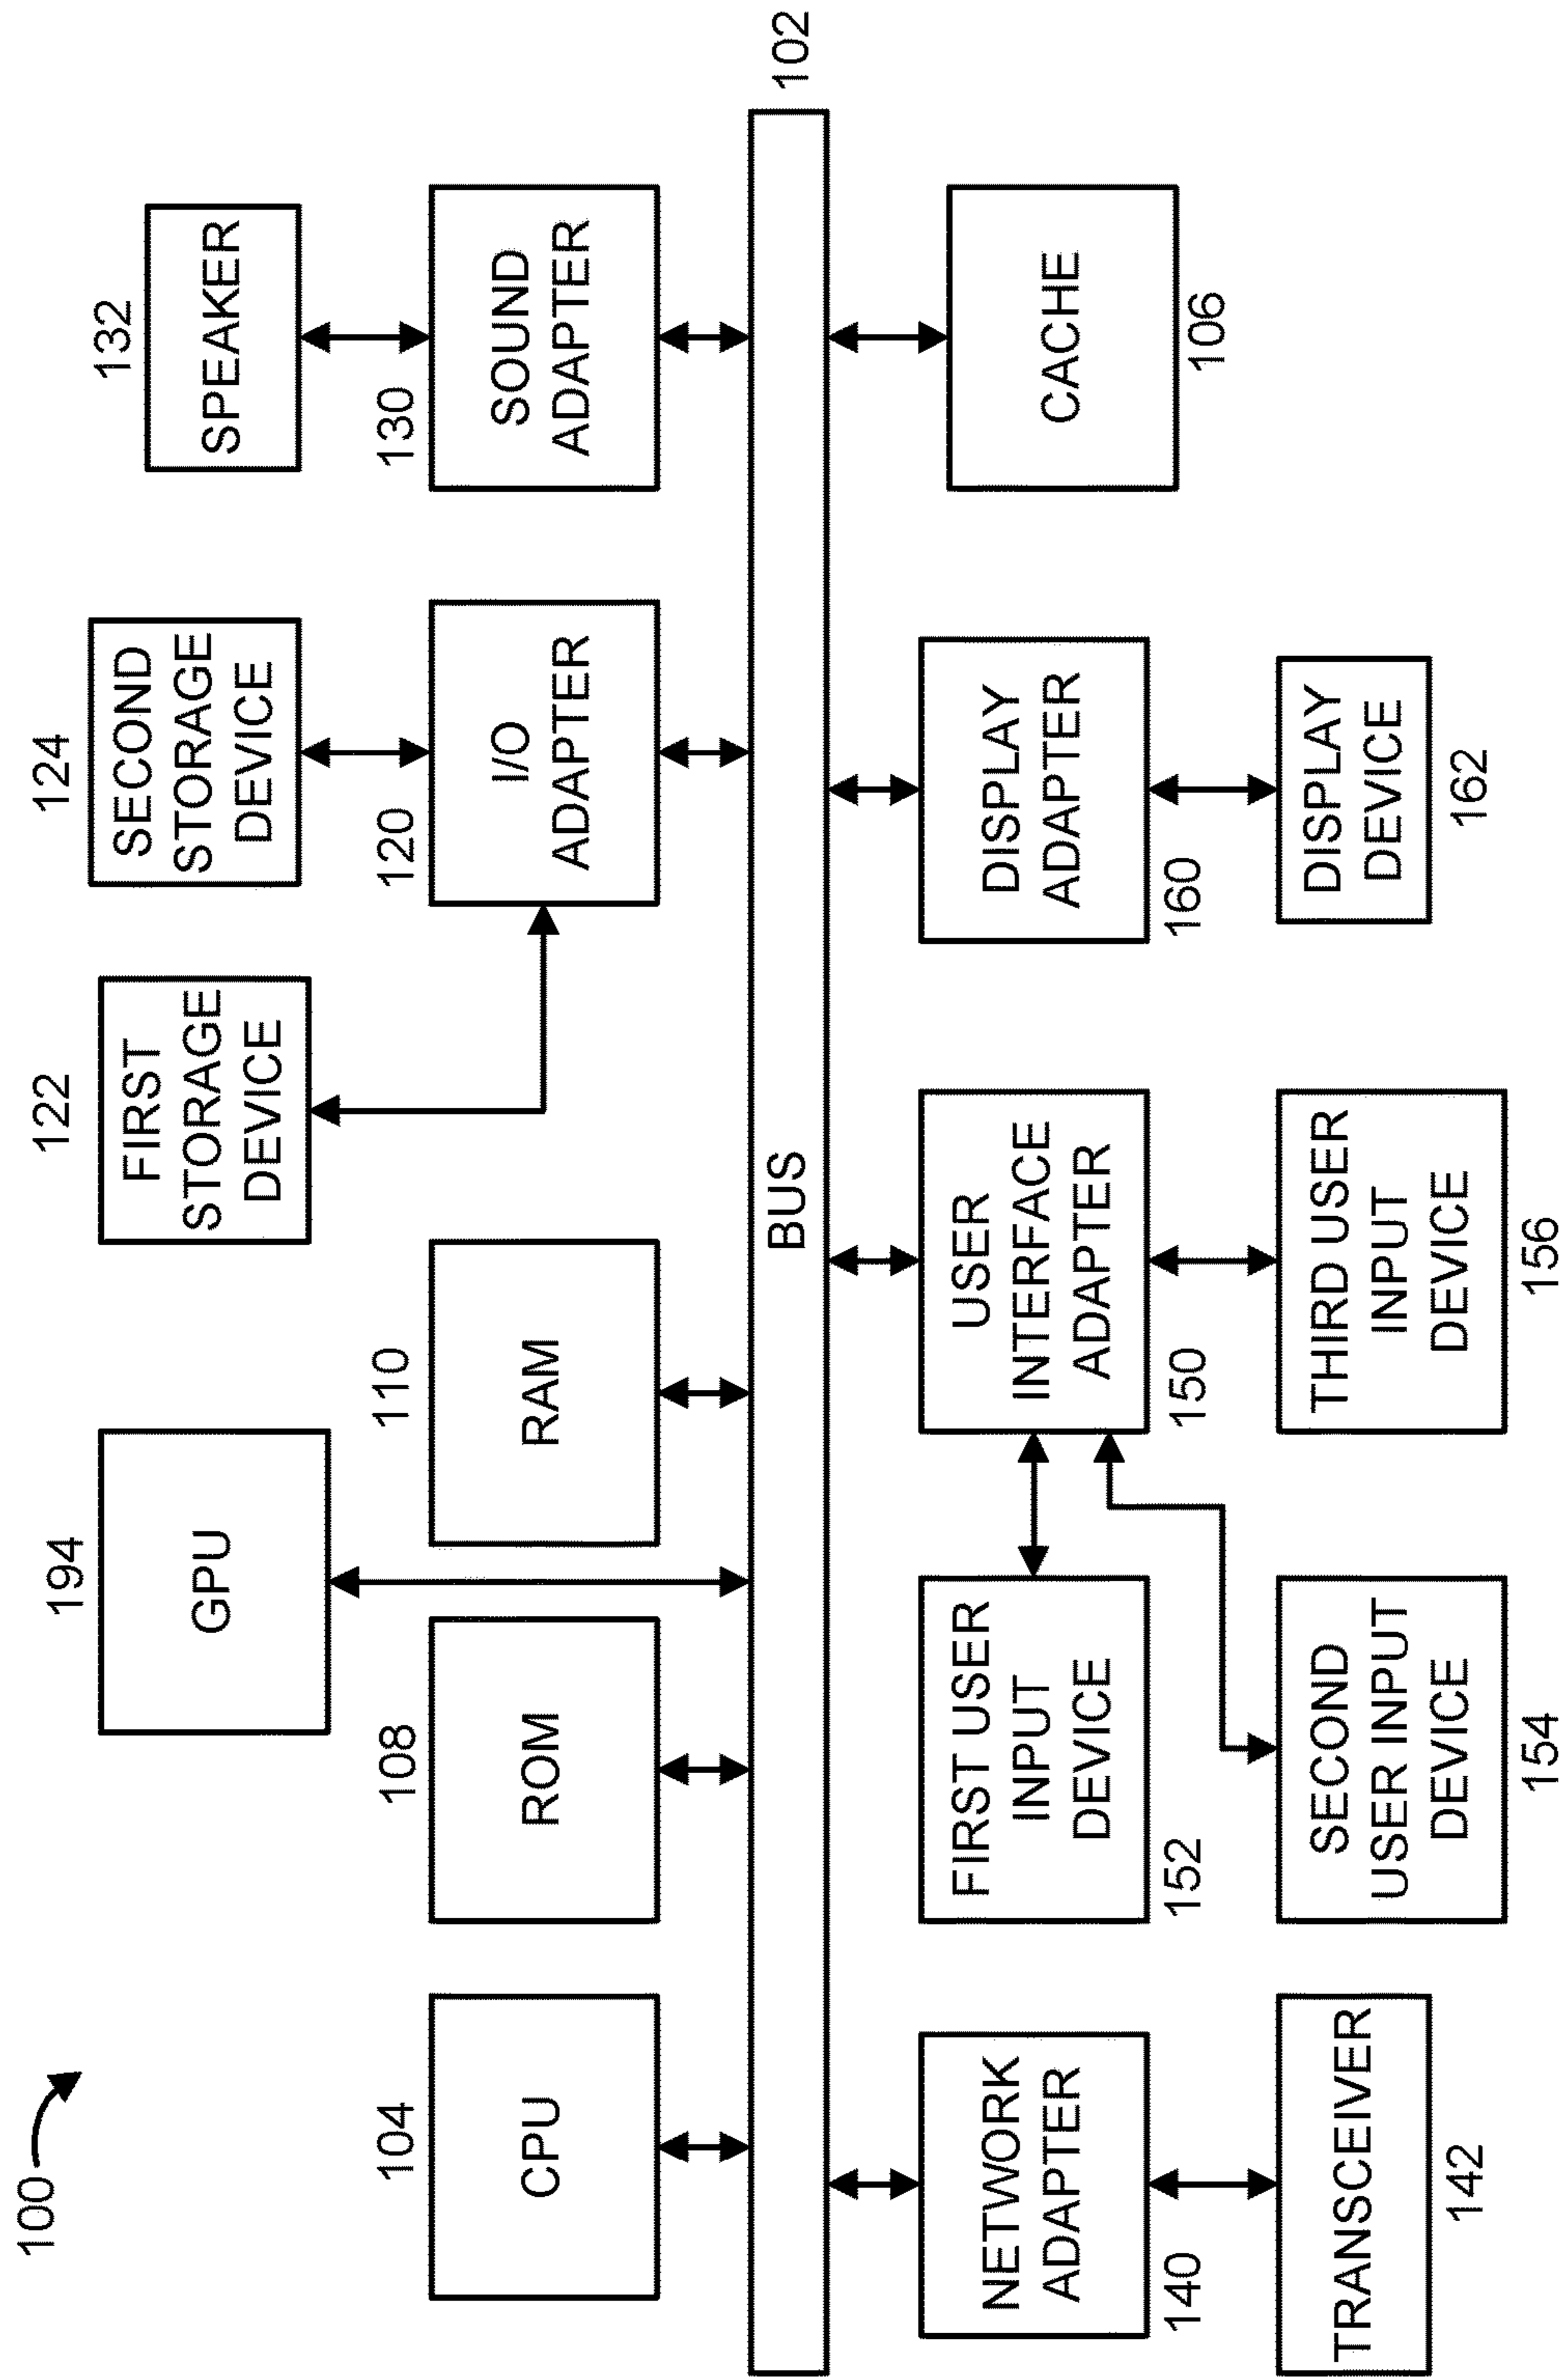 100
122
124
132
FIRST
STORAGE
DEVICE
SECOND
STORAGE
DEVICE
SPEAKER
194
GPU
104
108
110
120
130
CPU
ROM
RAM
I/O
ADAPTER
SOUND
ADAPTER
BUS
102
NETWORK
ADAPTER
FIRST USER
INPUT
DEVICE
USER
INTERFACE
ADAPTER
DISPLAY
ADAPTER
CACHE
140
152
150
160
106
TRANSCEIVER
SECOND
USER INPUT
DEVICE
THIRD USER
INPUT
DEVICE
DISPLAY
DEVICE
142
154
156
162